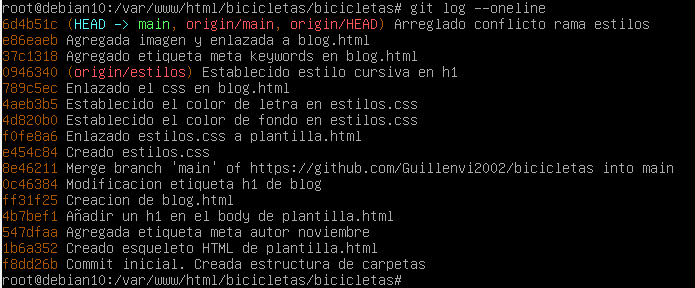 root@debian10:/var/www/html/bicicletas/bicicletas# git log --oneline
6d4b51c (HEAD -> main, origin/main, origin/HEAD) Arreglado conflicto rama estilos
e86eaeb Agregada imagen y enlazada a blog.html
37c1318 Agregado etiqueta meta keywords en blog.html
0946340 (origin/estilos) Establecido estilo cursiva en h1
789c5ec Enlazado el css en blog.html
4aeb3b5 Establecido el color de letra en estilos.css
4d820b0 Establecido el color de fondo en estilos.css
f0fe8a6 Enlazado estilos.css a plantilla.html
e454c84 Creado estilos.css
8e46211 Merge branch 'main' of https://github.com/Guillenvi2002/bicicletas into main
0c46384 Modificacion etiqueta h1 de blog
ff31f25 Creacion de blog.html
4b7bef1 Añadir un h1 en el body de plantilla.html
547dfaa Agregada etiqueta meta autor noviembre
1b6a352 Creado esqueleto HTML de plantilla.html
f8dd26b Commit inicial. Creada estructura de carpetas
root@debian10:/var/www/html/bicicletas/bicicletas#